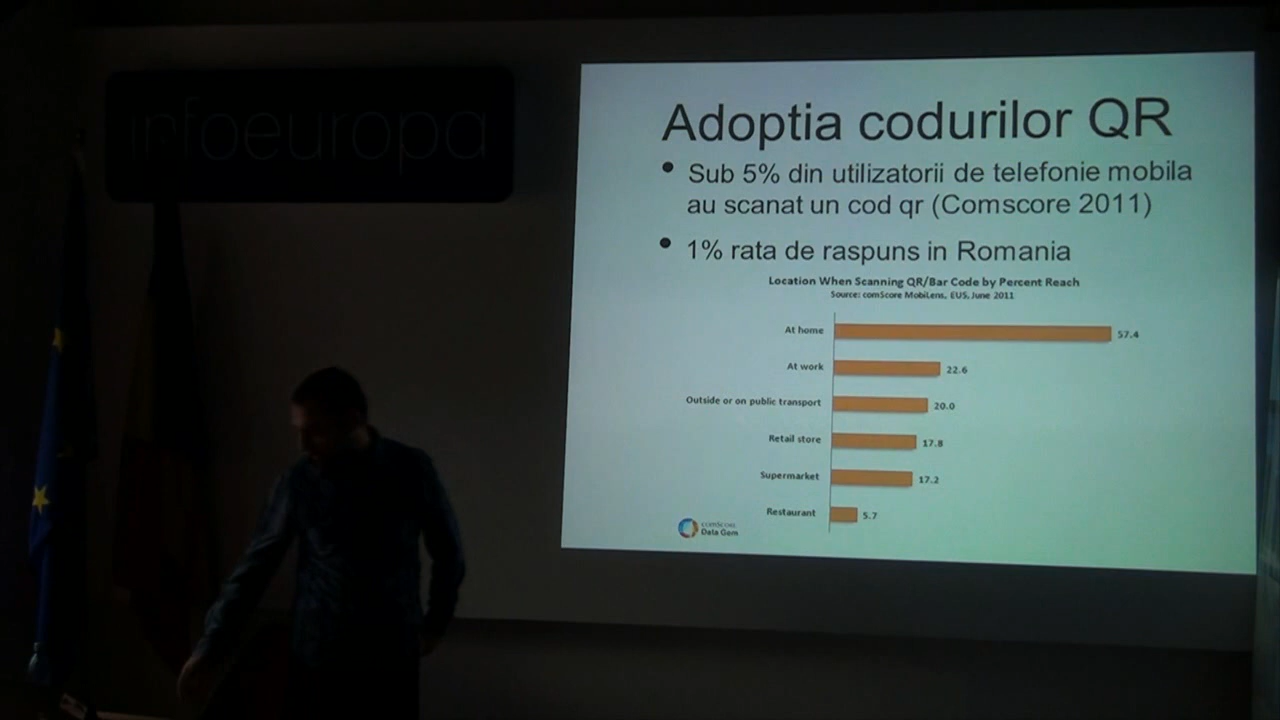 infoeuropa
Adoptia codurilor QR
• Sub 5% din utilizatorii de telefonie mobila
au scanat un cod qr (Comscore 2011)
• 1% rata de raspuns in Romania
Location When Scanning QR/Bar Code by Percent Reach
Source: comScore MobiLens, EU5, June 2011
At home 57.4
At work 22.6
Outside or on public transport 20.0
Retail store 17.8
Supermarket 17.2
Restaurant 5.7
comScore
Data Gem